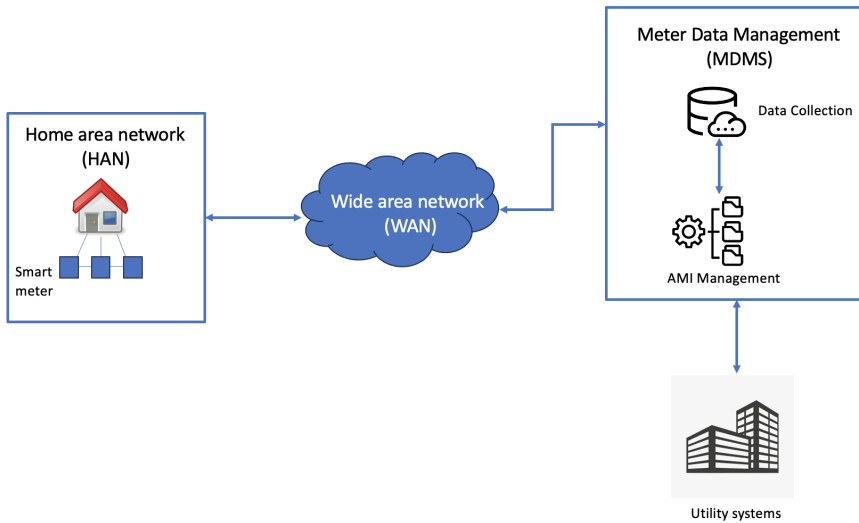 Home area network
(HAN)
Smart
meter
Wide area network
(WAN)
Meter Data Management
(MDMS)
Data Collection
AMI Management
Utility systems